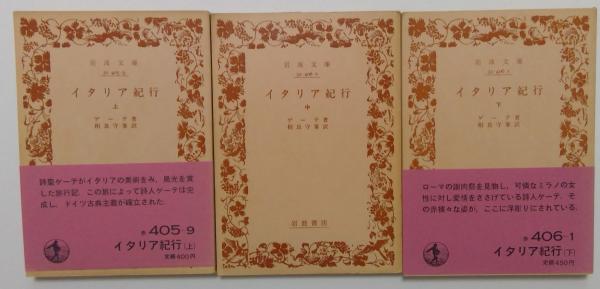 岩波文庫
イタリア紀行
上
ゲーテ著
相良守峯訳
詩聖ゲーテがイタリアの美術をみ、風光を賞
した旅行記。この旅によって詩人ゲーテは完
成し、ドイツ古典主義が確立された。
赤 405-9
イタリア紀行(上)
定価400円
岩波文庫
イタリア紀行
中
ゲーテ著
相良守峯訳
岩波書店
岩波文庫
イタリア紀行
下
ゲーテ著
相良守峯訳
ローマの謝肉祭を見物し、可憐なミラノの女
性に対し愛情をささげている詩人ゲーテ、そ
の赤裸々な姿が、ここに浮彫りにされている。
赤 406-1
イタリア紀行(下)
定価450円